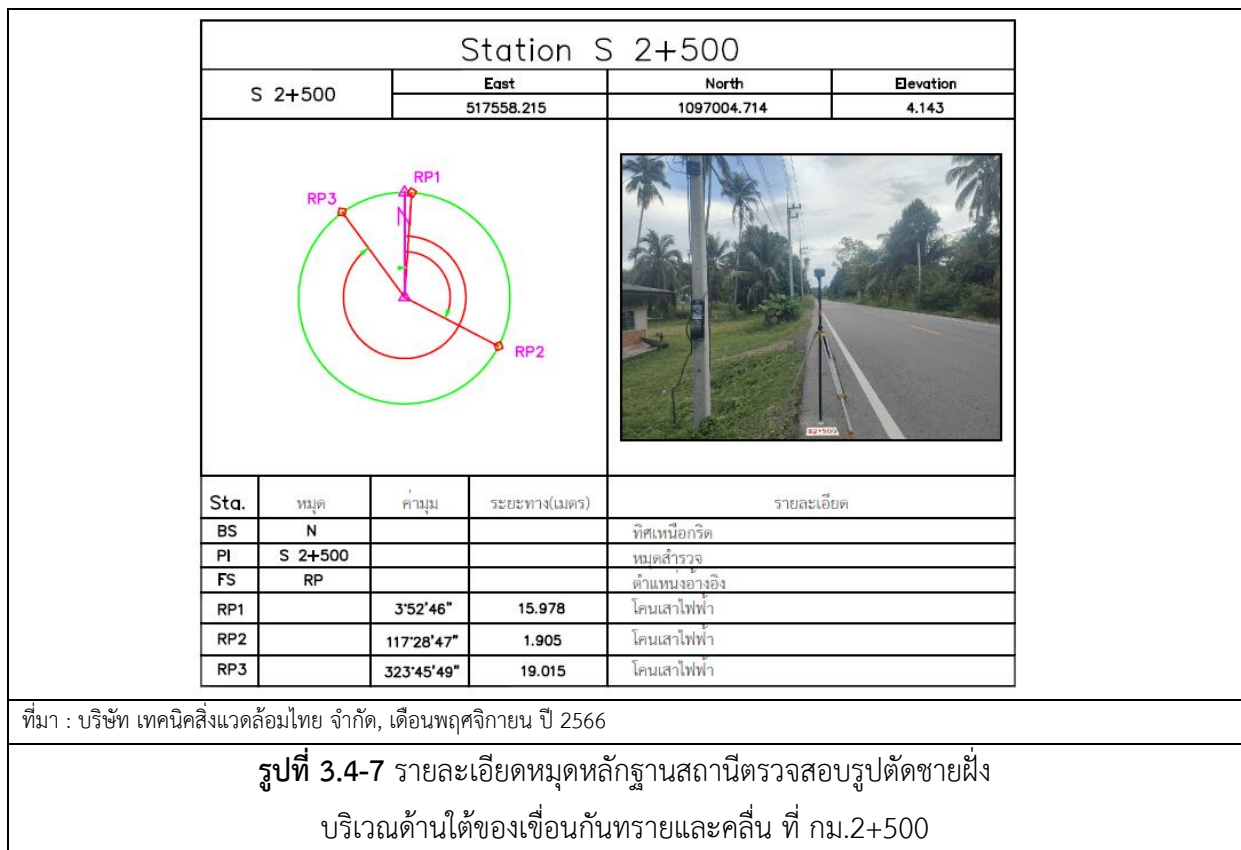 Station S 2+500
S 2+500 East North Elevation
517558.215 1097004.714 4.143
RP1
RP3
N
RP2
S2+500
Sta. หมุด ค่ามุม ระยะทาง(เมตร) รายละเอียด
BS N ทิศเหนือกริด
PI S 2+500 หมุดสำรวจ
FS RP ตำแหน่งอ้างอิง
RP1 3°52'46" 15.978 โคนเสาไฟฟ้า
RP2 117°28'47" 1.905 โคนเสาไฟฟ้า
RP3 323°45'49" 19.015 โคนเสาไฟฟ้า
ที่มา : บริษัท เทคนิคสิ่งแวดล้อมไทย จำกัด, เดือนพฤศจิกายน ปี 2566
รูปที่ 3.4-7 รายละเอียดหมุดหลักฐานสถานีตรวจสอบรูปตัดชายฝั่ง
บริเวณด้านใต้ของเขื่อนกันทรายและคลื่น ที่ กม.2+500